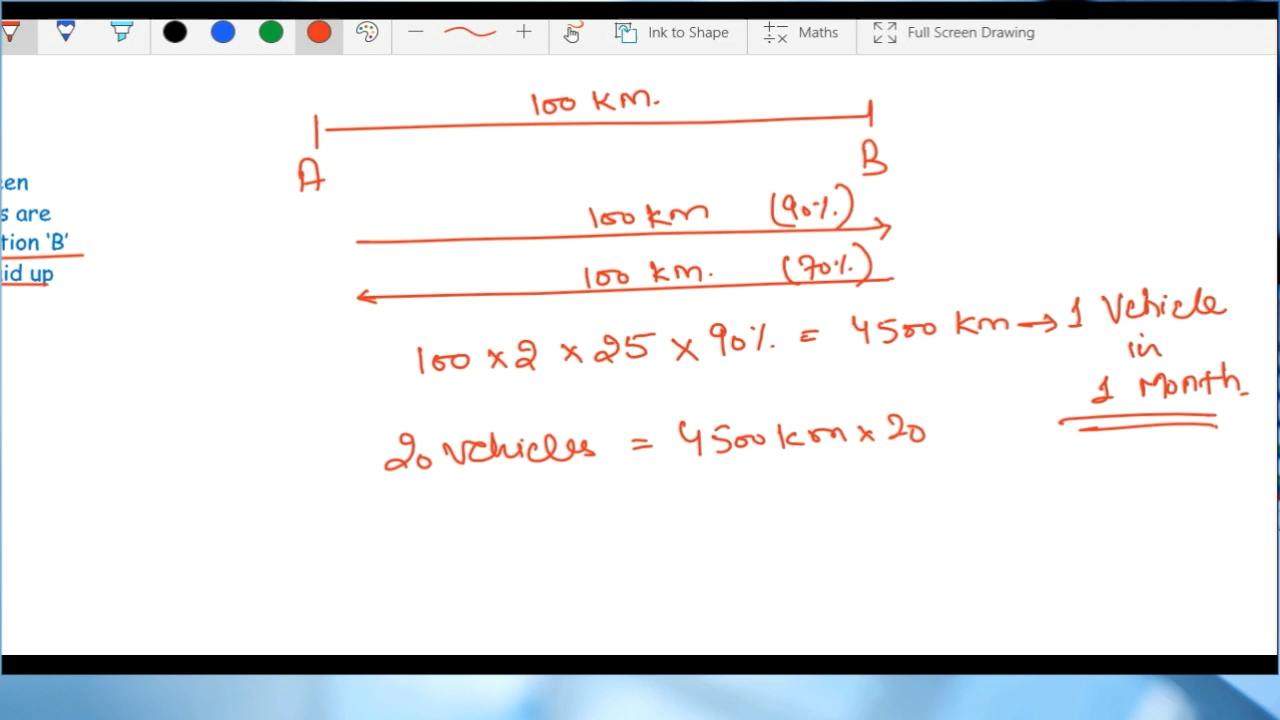 Ink to Shape Maths Full Screen Drawing
een
s are
tion 'B'
id up
100 km.
A B
100 km (90%)
100 km. (70%)
100 × 2 × 25 × 90% = 4500 km → 1 Vehicle
in
1 Month.
20 vehicles = 4500 km × 20